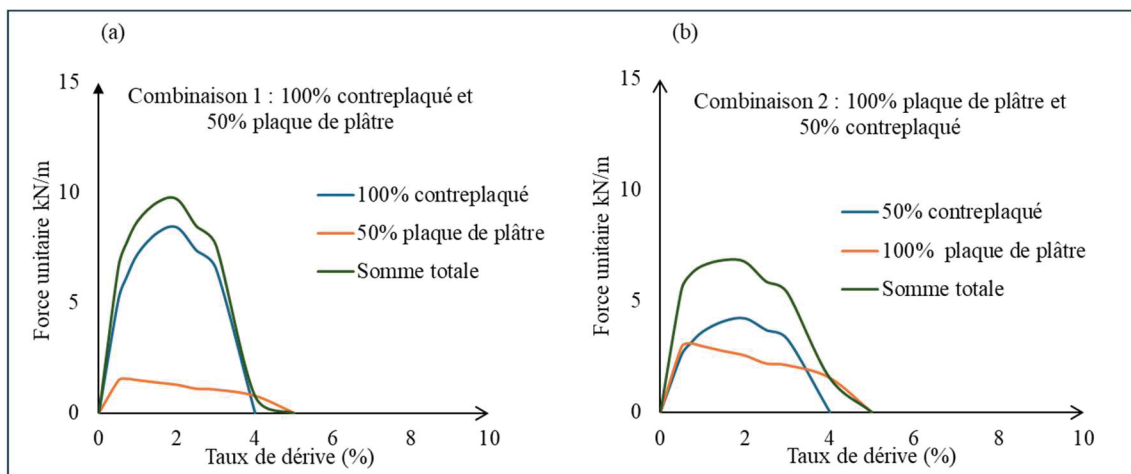 (a)
15
Combinaison 1 : 100% contreplaqué et
50% plaque de plâtre
10
100% contreplaqué
50% plaque de plâtre
Somme totale
5
0
Force unitaire kN/m
0 2 4 6 8 10
Taux de dérive (%)
(b)
15
Combinaison 2 : 100% plaque de plâtre et
50% contreplaqué
10
50% contreplaqué
100% plaque de plâtre
Somme totale
5
0
Force unitaire kN/m
0 2 4 6 8 10
Taux de dérive (%)